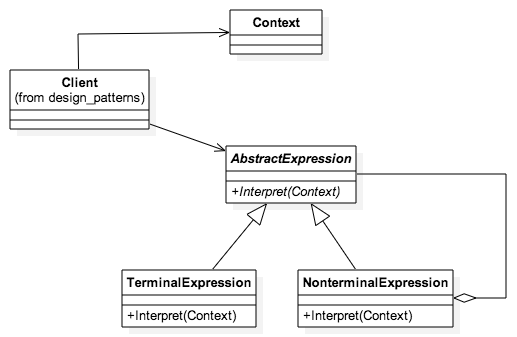 Context
Client
(from design_patterns)
AbstractExpression
+Interpret(Context)
TerminalExpression
+Interpret(Context)
NonterminalExpression
+Interpret(Context)